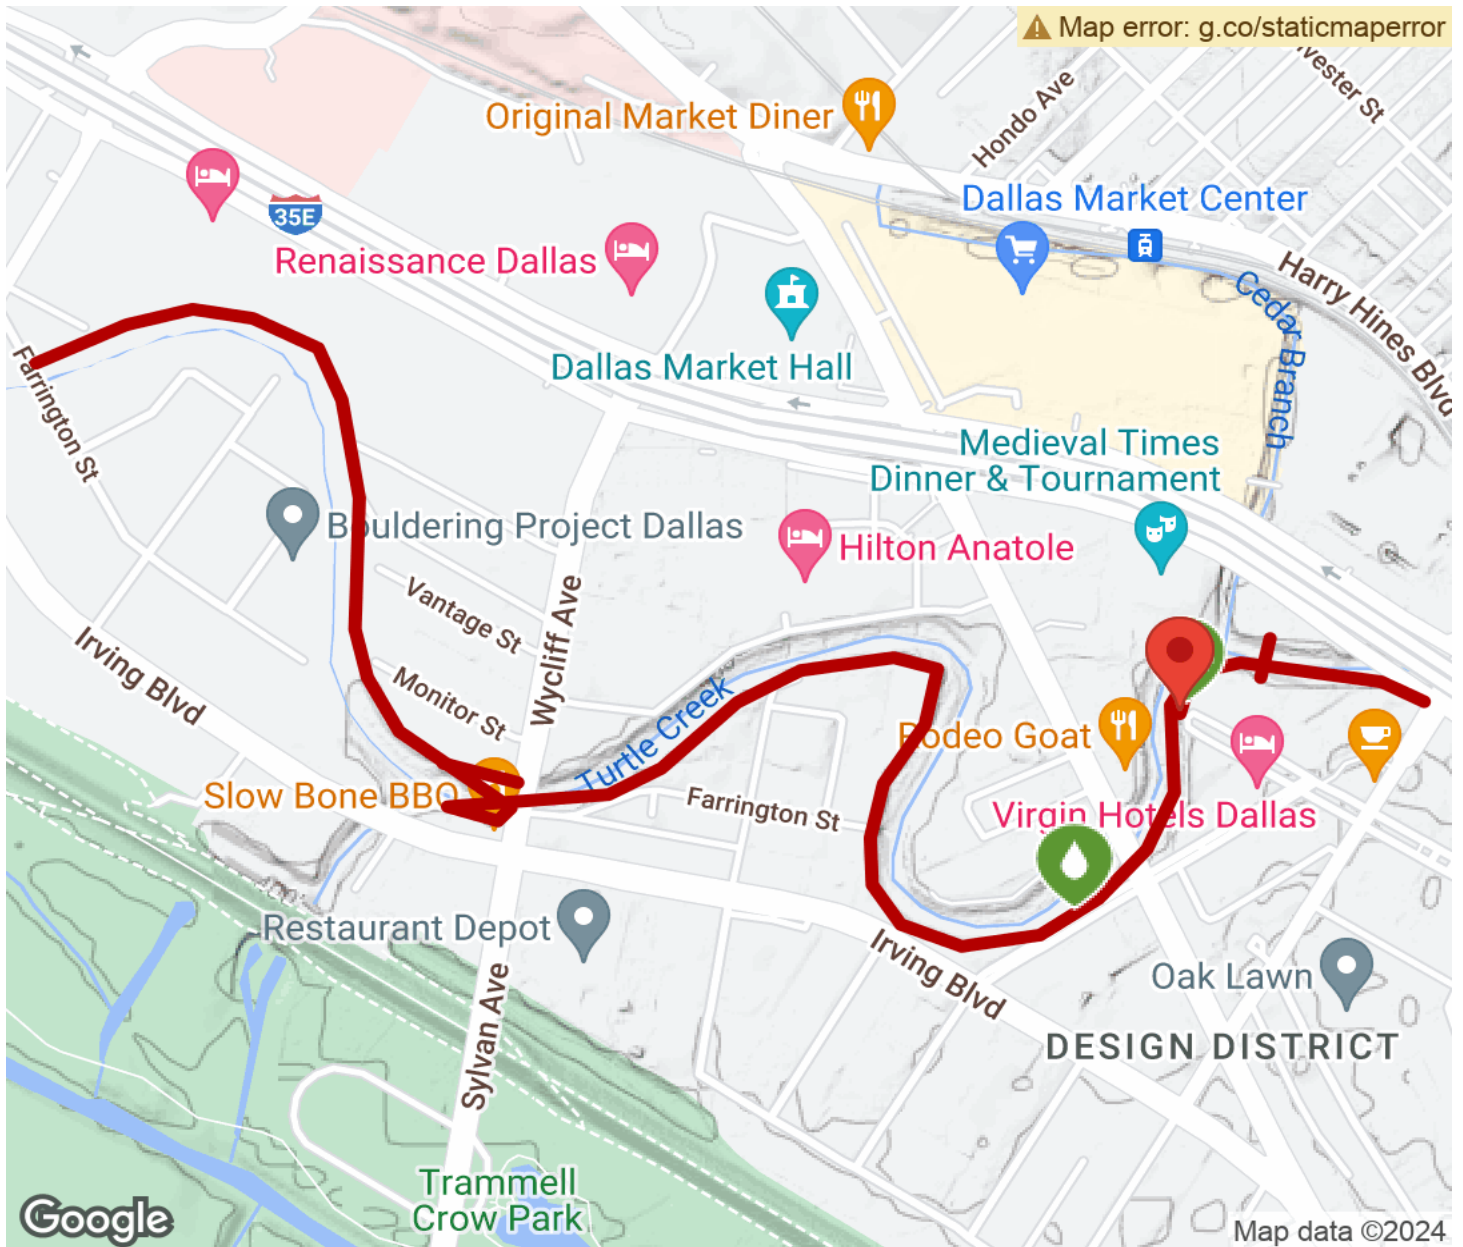 Map error: g.co/staticmaperror
Original Market Diner
Hondo Ave
Dallas Market Center
35E
Renaissance Dallas
Cedar Branch
Harry Hines Blvd
Dallas Market Hall
Farrington St
Medieval Times
Dinner & Tournament
Bouldering Project Dallas
Hilton Anatole
Vantage St
Wycliff Ave
Irving Blvd
Monitor St
Turtle Creek
Rodeo Goat
Slow Bone BBQ
Farrington St
Virgin Hotels Dallas
Restaurant Depot
Irving Blvd
Oak Lawn
Sylvan Ave
DESIGN DISTRICT
Trammell
Crow Park
Google
Map data ©2024